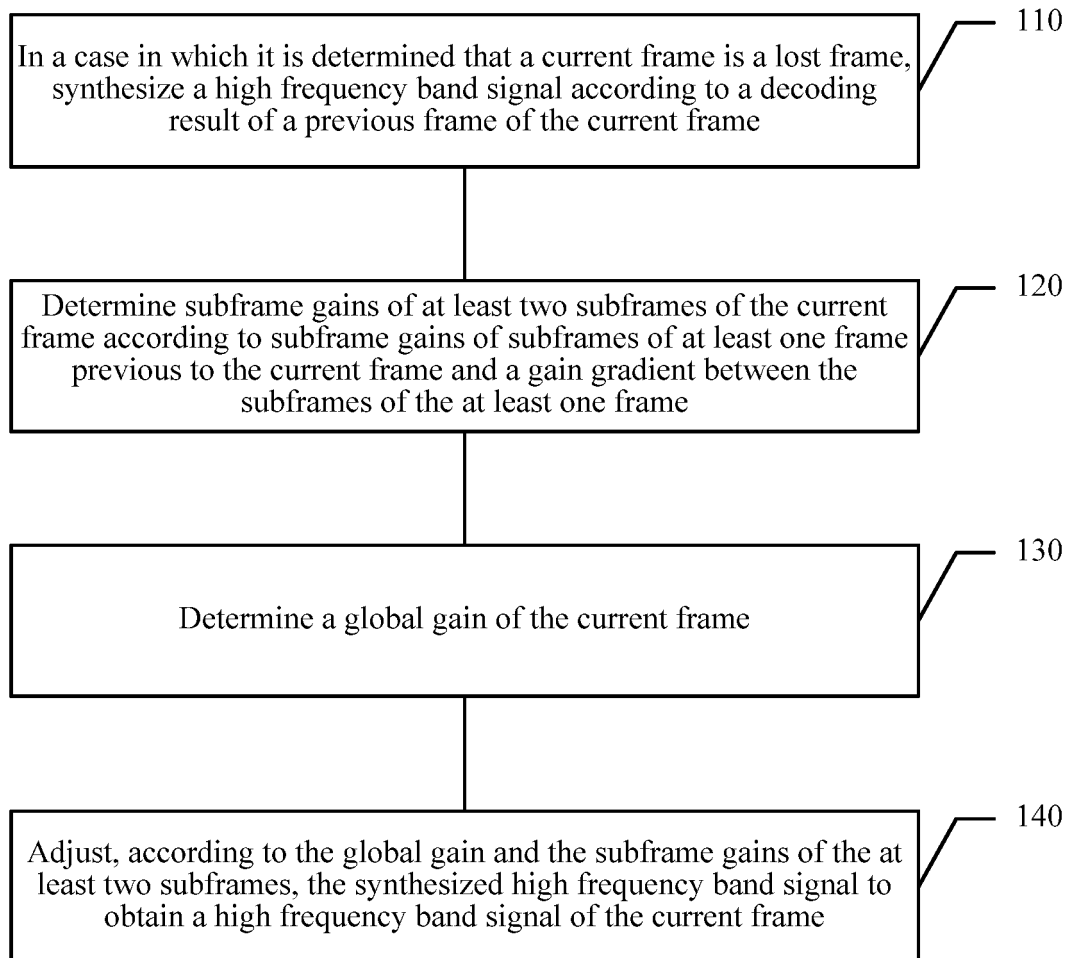 110
In a case in which it is determined that a current frame is a lost frame,
synthesize a high frequency band signal according to a decoding
result of a previous frame of the current frame
120
Determine subframe gains of at least two subframes of the current
frame according to subframe gains of subframes of at least one frame
previous to the current frame and a gain gradient between the
subframes of the at least one frame
130
Determine a global gain of the current frame
140
Adjust, according to the global gain and the subframe gains of the at
least two subframes, the synthesized high frequency band signal to
obtain a high frequency band signal of the current frame